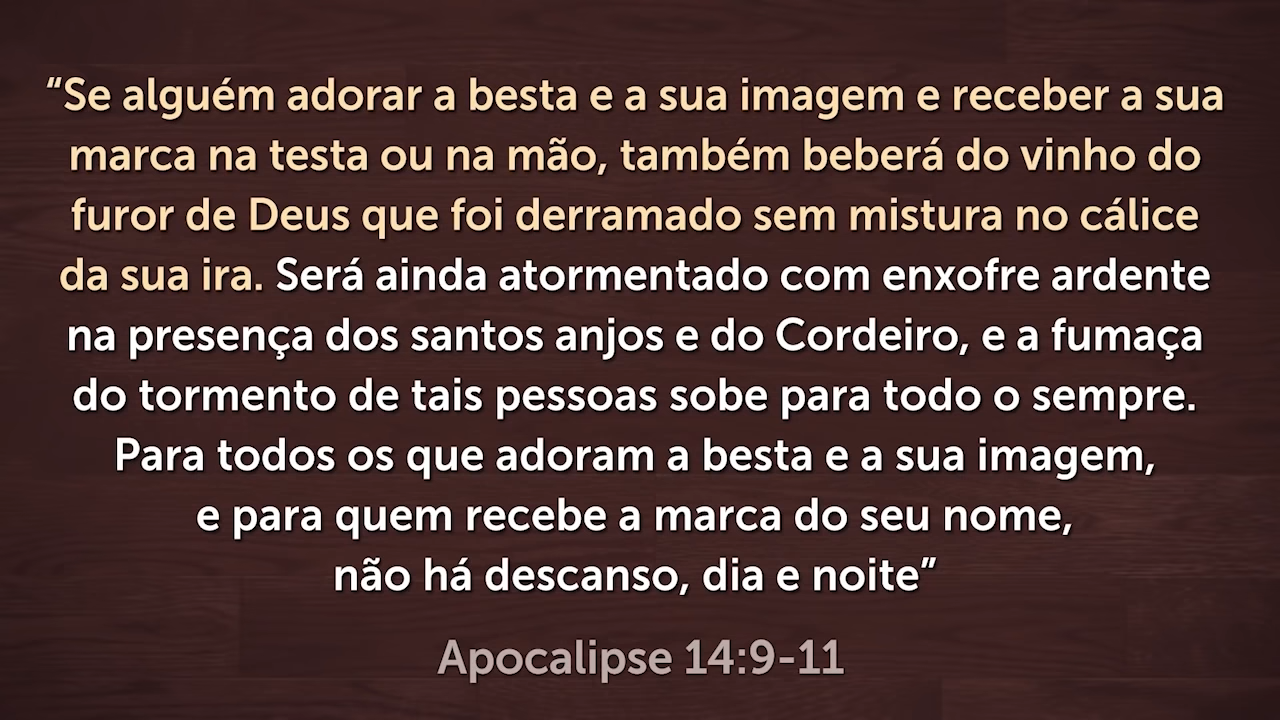 “Se alguém adorar a besta e a sua imagem e receber a sua
marca na testa ou na mão, também beberá do vinho do
furor de Deus que foi derramado sem mistura no cálice
da sua ira. Será ainda atormentado com enxofre ardente
na presença dos santos anjos e do Cordeiro, e a fumaça
do tormento de tais pessoas sobe para todo o sempre.
Para todos os que adoram a besta e a sua imagem,
e para quem recebe a marca do seu nome,
não há descanso, dia e noite”
Apocalipse 14:9-11